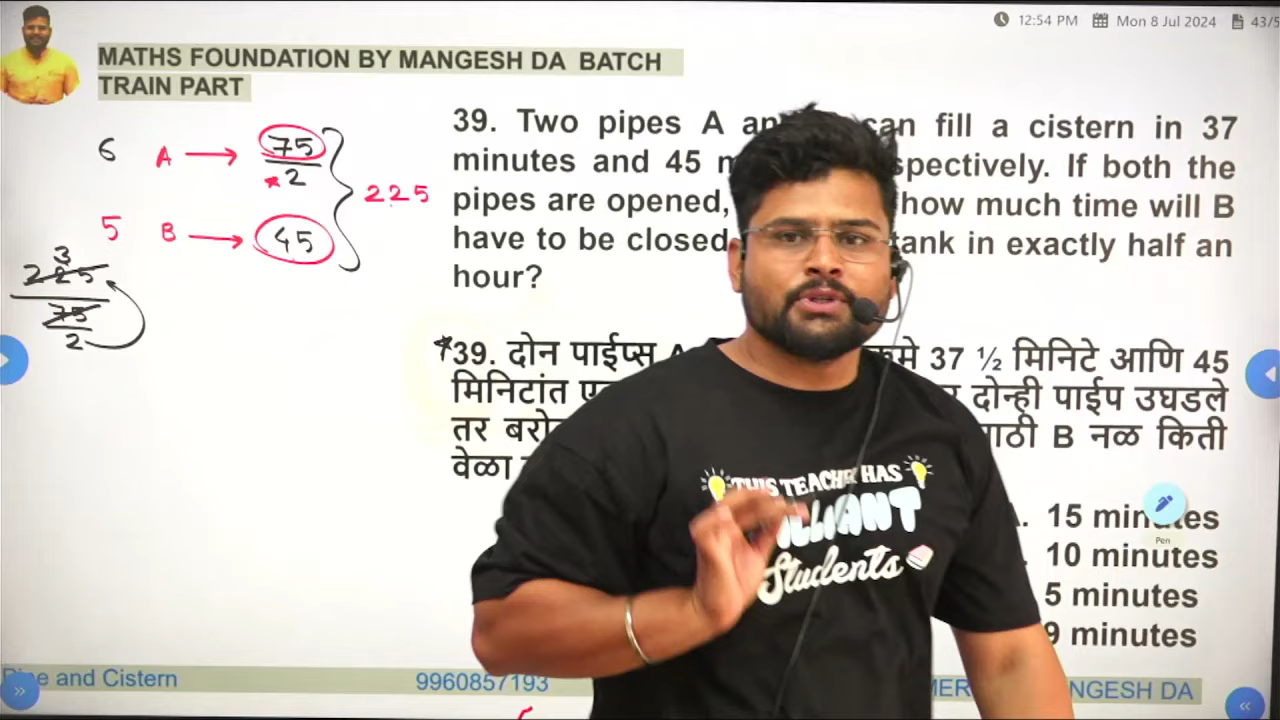 12:54 PM Mon 8 Jul 2024 43/5
MATHS FOUNDATION BY MANGESH DA BATCH
TRAIN PART
6 A → 75/2
5 B → 45
225
3
225
75
2
39. Two pipes A can fill a cistern in 37
minutes and 45 spectively. If both the
pipes are opened, how much time will B
have to be closed tank in exactly half an
hour?
*39. दोन पाईप्स 37 ½ मिनिटे आणि 45
मिनिटांत दोन्ही पाईप उघडले
तर B नळ किती
वेळा
15 minutes
Pen
10 minutes
5 minutes
9 minutes
THIS TEACHER HAS
Students
and Cistern 9960857193 NGESH DA